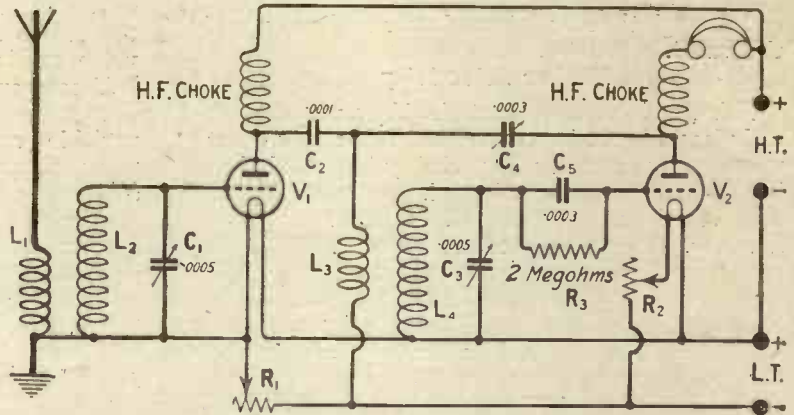 H.F. CHOKE
.0001
C2
.0003
C4
H.F. CHOKE
+
H.T.
-
V1
C5
.0003
V2
L1
L2
C1
.0005
L3
.0005
C3
2 Megohms
R3
R2
L4
+
L.T.
-
R1